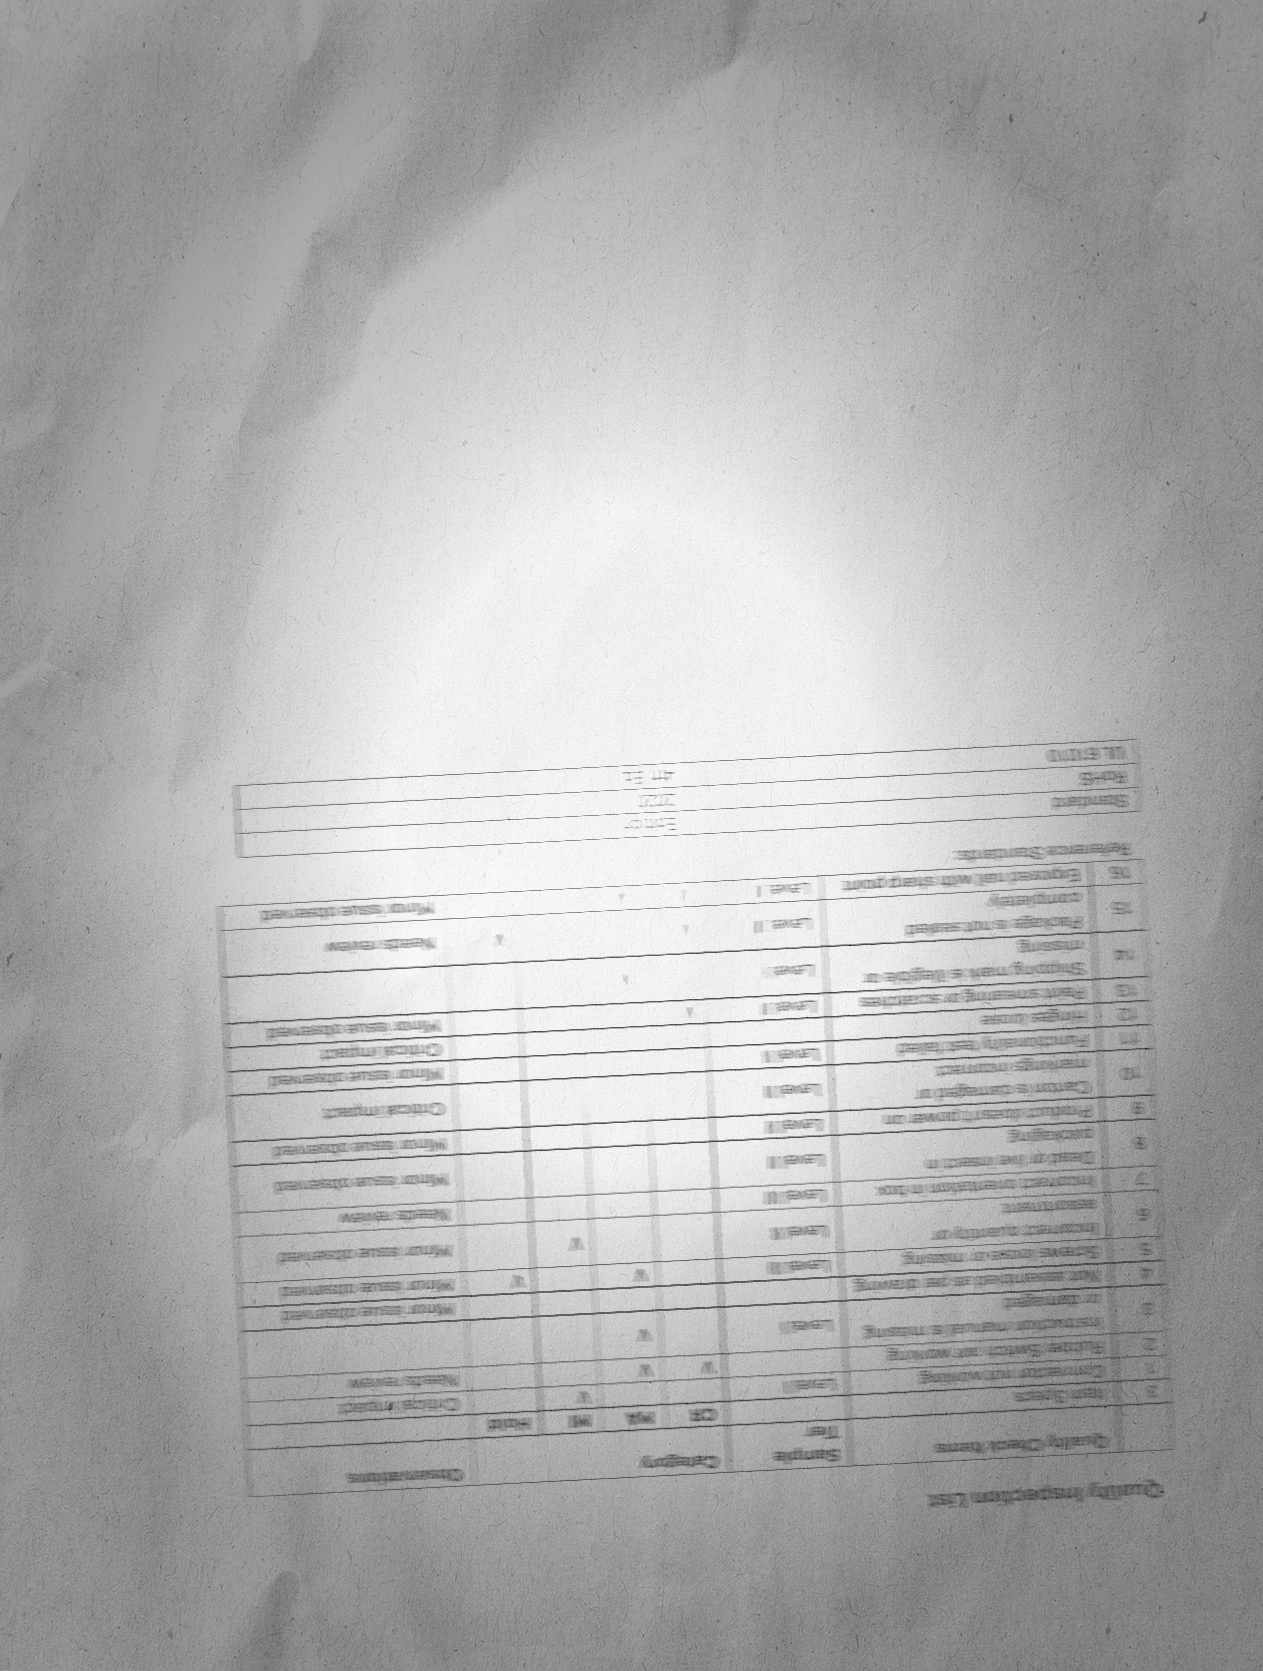 Quality Inspection List
Quality Check Items Sample Tier Category Observations
Item Specs CR MA MI Hold
1 Connector not working Level I v Critical impact
2 Rubber Switch not working v v Needs review
3 Instruction manual is missing or damaged Level I v
4 Not assembled as per drawing Minor issue observed
5 Screws loose or missing Level III v v Minor issue observed
6 Incorrect quantity or assortment Level II v Minor issue observed
7 Incorrect orientation in box Level III Needs review
8 Dead or live insect in packaging Level II Minor issue observed
9 Product doesn't power on Level II Minor issue observed
10 Carton is damaged or markings incorrect Level II Critical impact
11 Functionality test failed Level II Minor issue observed
12 Hinges loose Critical impact
13 Paint smearing or scratches Level II v Minor issue observed
14 Shipping mark is illegible or missing Level I v
15 Package is not sealed completely Level III v v Needs review
16 Exposed nail with sharp point Level II v v Minor issue observed
Reference Standards:
Standard Edition
RoHS
UL 61010 4th Ed.